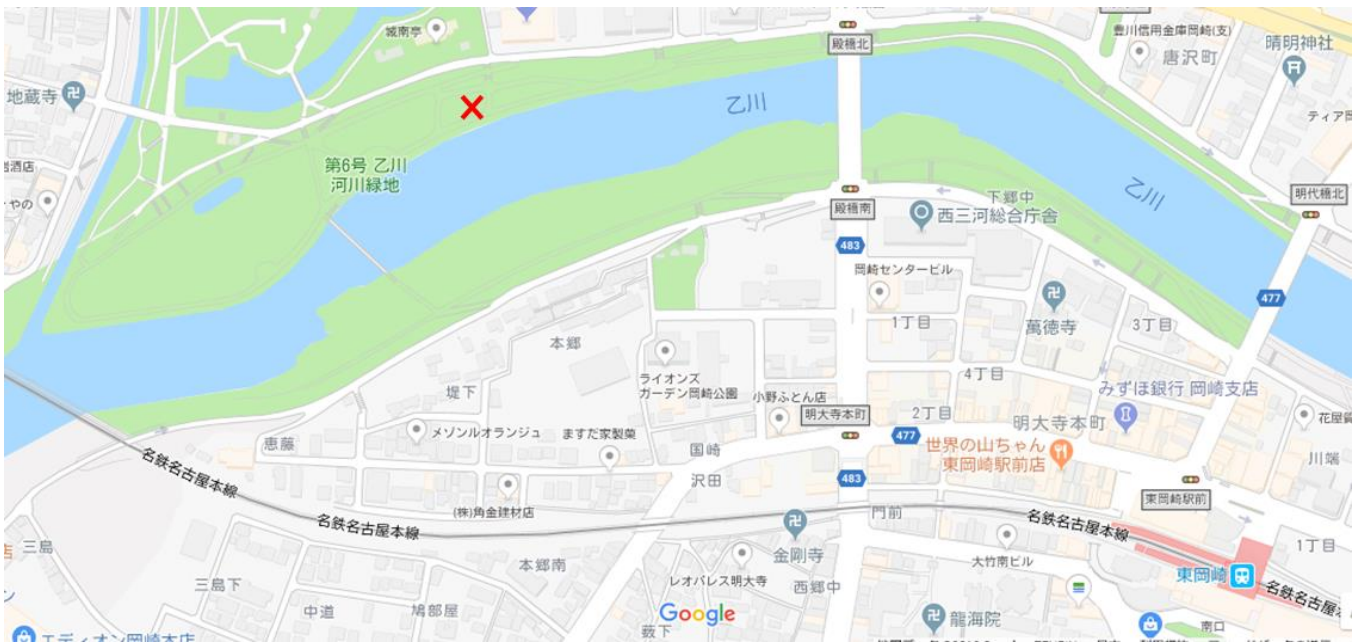 城南亭
殿橋北
豊川信用金庫岡崎(支)
唐沢町
晴明神社
地蔵寺
乙川
ティア岡
第6号 乙川
河川緑地
乙川
明代橋北
下郷中
殿橋南
西三河総合庁舎
483
岡崎センタービル
477
萬徳寺
1丁目
3丁目
本郷
ライオンズ
ガーデン岡崎公園
4丁目
みずほ銀行 岡崎支店
堤下
小野ふとん店
明大寺本町
2丁目
明大寺本町
メゾンルオランジュ
ますだ家製菓
477
世界の山ちゃん
東岡崎駅前店
川端
恵藤
国崎
沢田
名鉄名古屋本線
483
東岡崎駅前
(株)角金建材店
門前
名鉄名古屋本線
名鉄名古屋本線
三島
金剛寺
大竹南ビル
1丁目
本郷南
レオパレス明大寺
西郷中
東岡崎
三島下
中道
鳩部屋
Google
龍海院
南口
エディオン岡崎本店
薮下